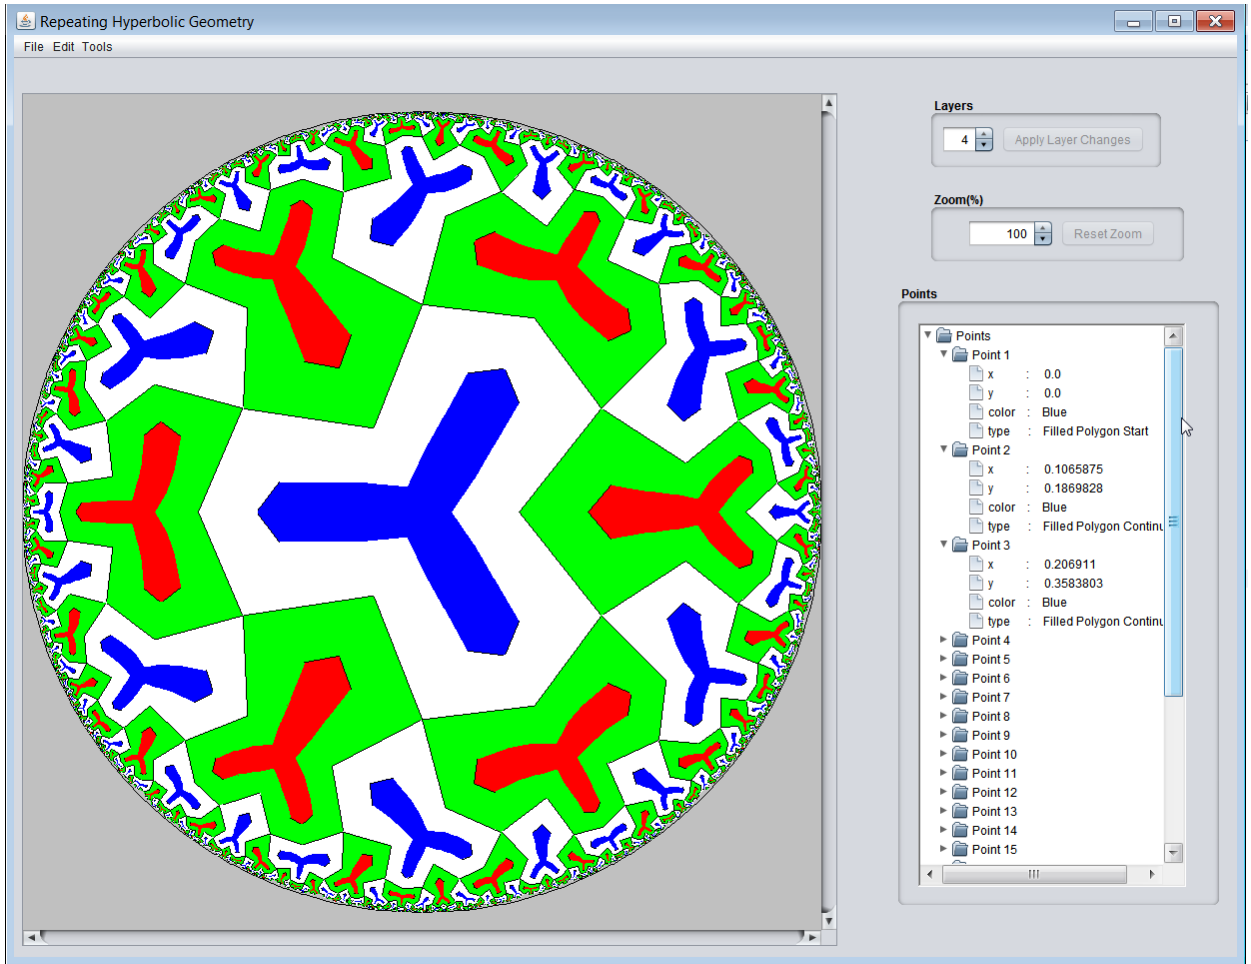 Repeating Hyperbolic Geometry
File Edit Tools
Layers
4 Apply Layer Changes
Zoom(%)
100 Reset Zoom
Points
Points
Point 1
x : 0.0
y : 0.0
color : Blue
type : Filled Polygon Start
Point 2
x : 0.1065875
y : 0.1869828
color : Blue
type : Filled Polygon Continu
Point 3
x : 0.206911
y : 0.3583803
color : Blue
type : Filled Polygon Continu
Point 4
Point 5
Point 6
Point 7
Point 8
Point 9
Point 10
Point 11
Point 12
Point 13
Point 14
Point 15